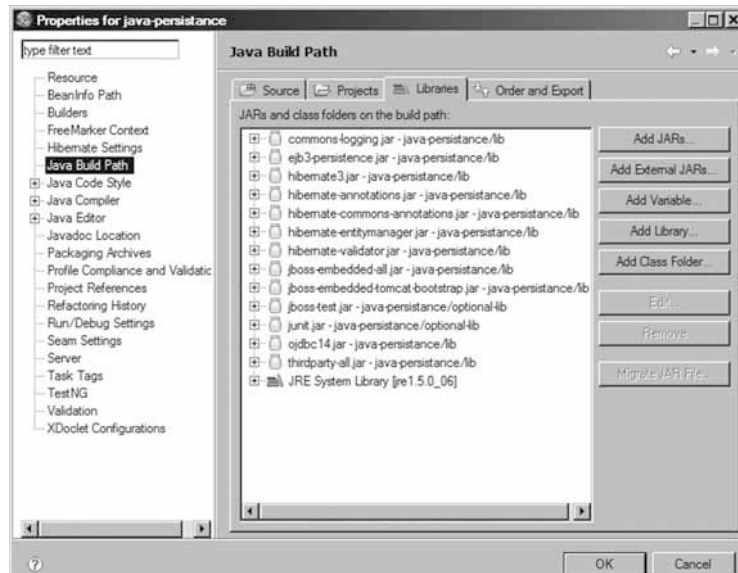 Properties for java-persistance
type filter text
Resource
BeanInfo Path
Builders
FreeMarker Context
Hibernate Settings
Java Build Path
Java Code Style
Java Compiler
Java Editor
Javadoc Location
Packaging Archives
Profile Compliance and Validatic
Project References
Refactoring History
Run/Debug Settings
Seam Settings
Server
Task Tags
TestNG
Validation
XDoclet Configurations
Java Build Path
Source
Projects
Libraries
Order and Export
JARs and class folders on the build path:
commons-logging.jar - java-persistance/lib
ejb3-persistence.jar - java-persistance/lib
hibernate3.jar - java-persistance/lib
hibernate-annotations.jar - java-persistance/lib
hibernate-commons-annotations.jar - java-persistance/lib
hibernate-entitymanager.jar - java-persistance/lib
hibernate-validator.jar - java-persistance/lib
jboss-embedded-all.jar - java-persistance/lib
jboss-embedded-tomcat-bootstrap.jar - java-persistance/lib
jboss-test.jar - java-persistance/optional-lib
junit.jar - java-persistance/optional-lib
ojdbc14.jar - java-persistance/lib
thirdparty-all.jar - java-persistance/lib
JRE System Library [jre1.5.0_06]
Add JARs...
Add External JARs...
Add Variable...
Add Library...
Add Class Folder...
Edit...
Remove
Migrate JAR File...
OK
Cancel